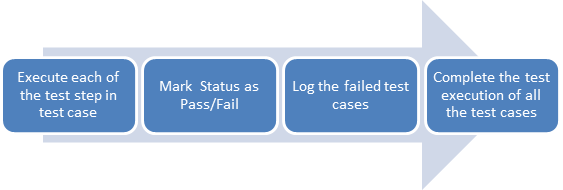 Execute each of
the test step in
test case
Mark  Status as
Pass/Fail
Log the failed test
cases
Complete the test
execution of all
the test cases